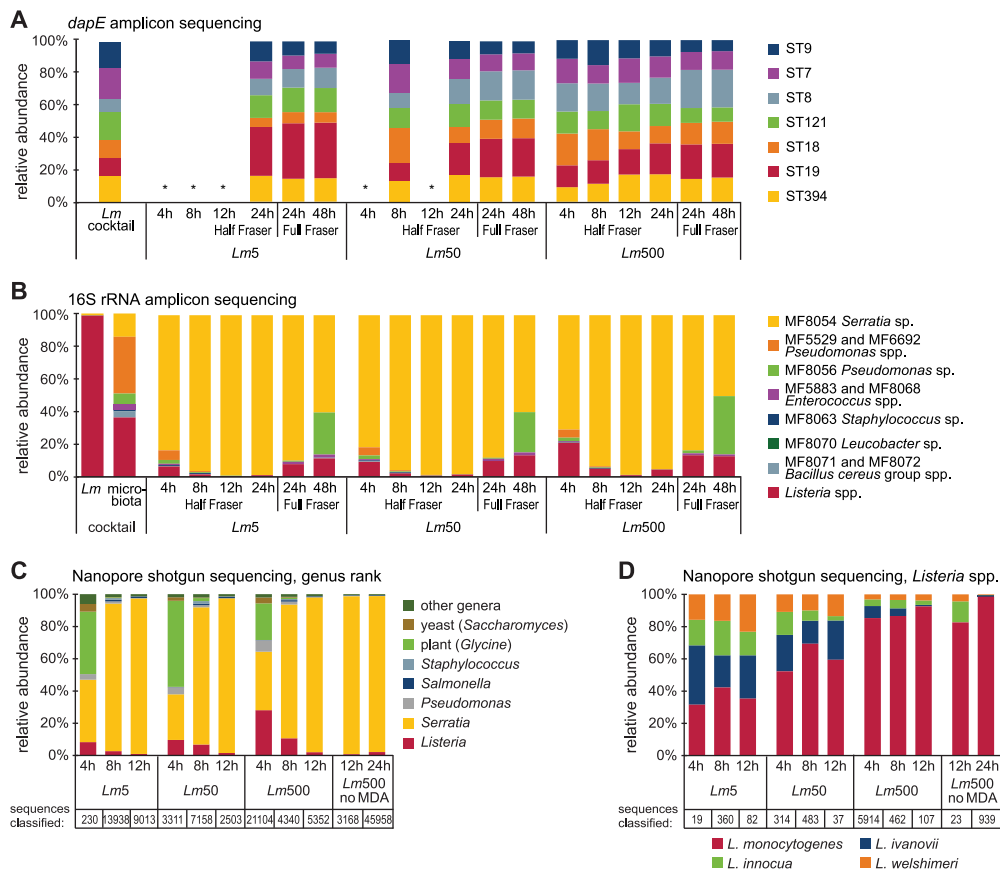 A
dapE amplicon sequencing
relative abundance
100%
80%
60%
40%
20%
0%
* * * * *
Lm cocktail
4h 8h 12h 24h 24h 48h
4h 8h 12h 24h 24h 48h
4h 8h 12h 24h 24h 48h
Half Fraser Full Fraser
Half Fraser Full Fraser
Half Fraser Full Fraser
Lm5 Lm50 Lm500
ST9
ST7
ST8
ST121
ST18
ST19
ST394
B
16S rRNA amplicon sequencing
relative abundance
100%
80%
60%
40%
20%
0%
Lm micro-
biota
cocktail
4h 8h 12h 24h 24h 48h
4h 8h 12h 24h 24h 48h
4h 8h 12h 24h 24h 48h
Half Fraser Full Fraser
Half Fraser Full Fraser
Half Fraser Full Fraser
Lm5 Lm50 Lm500
MF8054 Serratia sp.
MF5529 and MF6692
Pseudomonas spp.
MF8056 Pseudomonas sp.
MF5883 and MF8068
Enterococcus spp.
MF8063 Staphylococcus sp.
MF8070 Leucobacter sp.
MF8071 and MF8072
Bacillus cereus group spp.
Listeria spp.
C
Nanopore shotgun sequencing, genus rank
relative abundance
100%
80%
60%
40%
20%
0%
4h 8h 12h 4h 8h 12h 4h 8h 12h 12h 24h
Lm5 Lm50 Lm500 Lm500
no MDA
sequences
classified:
230 13938 9013 3311 7158 2503 21104 4340 5352 3168 45958
other genera
yeast (Saccharomyces)
plant (Glycine)
Staphylococcus
Salmonella
Pseudomonas
Serratia
Listeria
D
Nanopore shotgun sequencing, Listeria spp.
relative abundance
100%
80%
60%
40%
20%
0%
4h 8h 12h 4h 8h 12h 4h 8h 12h 12h 24h
Lm5 Lm50 Lm500 Lm500
no MDA
sequences
classified:
19 360 82 314 483 37 5914 462 107 23 939
L. monocytogenes L. ivanovii
L. innocua L. welshimeri